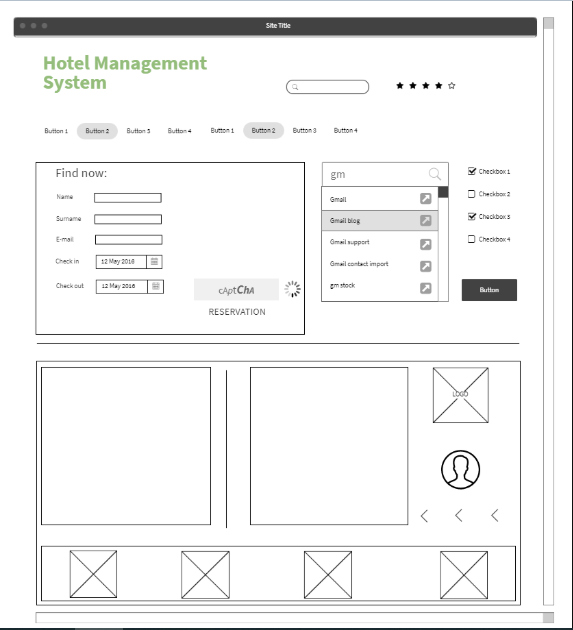 Site Title
Hotel Management
System
Button 1 Button 2 Button 3 Button 4 Button 1 Button 2 Button 3 Button 4
Find now:
Name
Surname
E-mail
Check in 12 May 2016
Check out 12 May 2016
cAptChA
RESERVATION
gm
Gmail
Gmail blog
Gmail support
Gmail contact import
gm stock
Checkbox 1
Checkbox 2
Checkbox 3
Checkbox 4
Button
LOGO